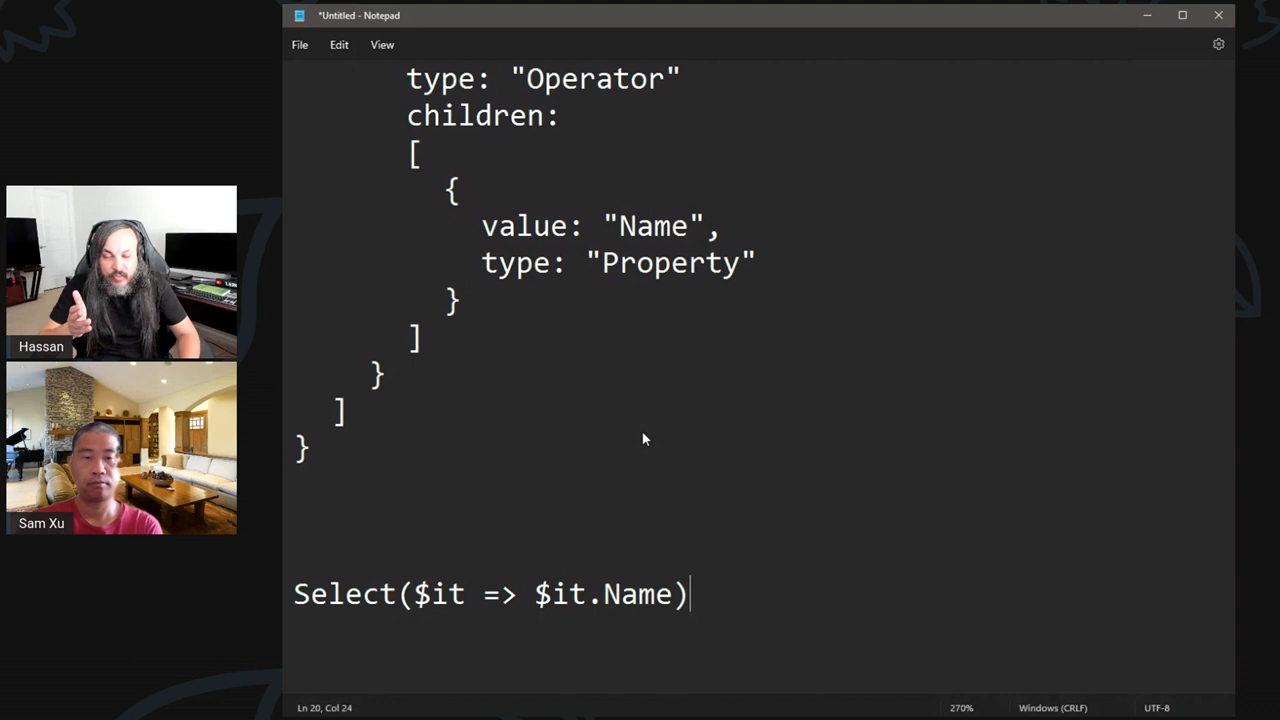 *Untitled - Notepad
File Edit View
type: "Operator"
children:
[
{
value: "Name",
type: "Property"
}
]
}
]
}
Select($it => $it.Name)
Hassan
Sam Xu
Ln 20, Col 24
270%
Windows (CRLF)
UTF-8